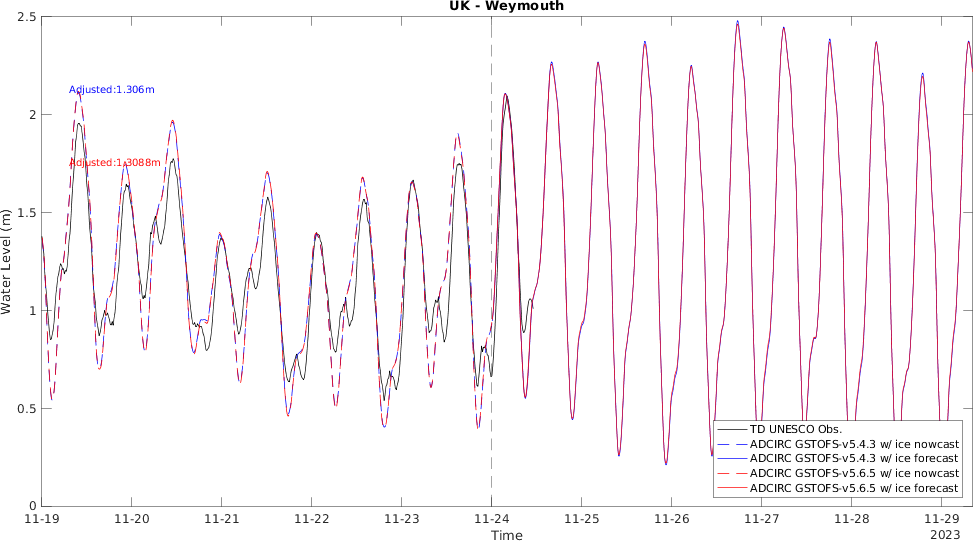 UK - Weymouth
2.5
2
1.5
1
0.5
0
Water Level (m)
Adjusted:1.306m
Adjusted:1.3088m
TD UNESCO Obs.
ADCIRC GSTOFS-v5.4.3 w/ ice nowcast
ADCIRC GSTOFS-v5.4.3 w/ ice forecast
ADCIRC GSTOFS-v5.6.5 w/ ice nowcast
ADCIRC GSTOFS-v5.6.5 w/ ice forecast
11-19 11-20 11-21 11-22 11-23 11-24 11-25 11-26 11-27 11-28 11-29
Time 2023